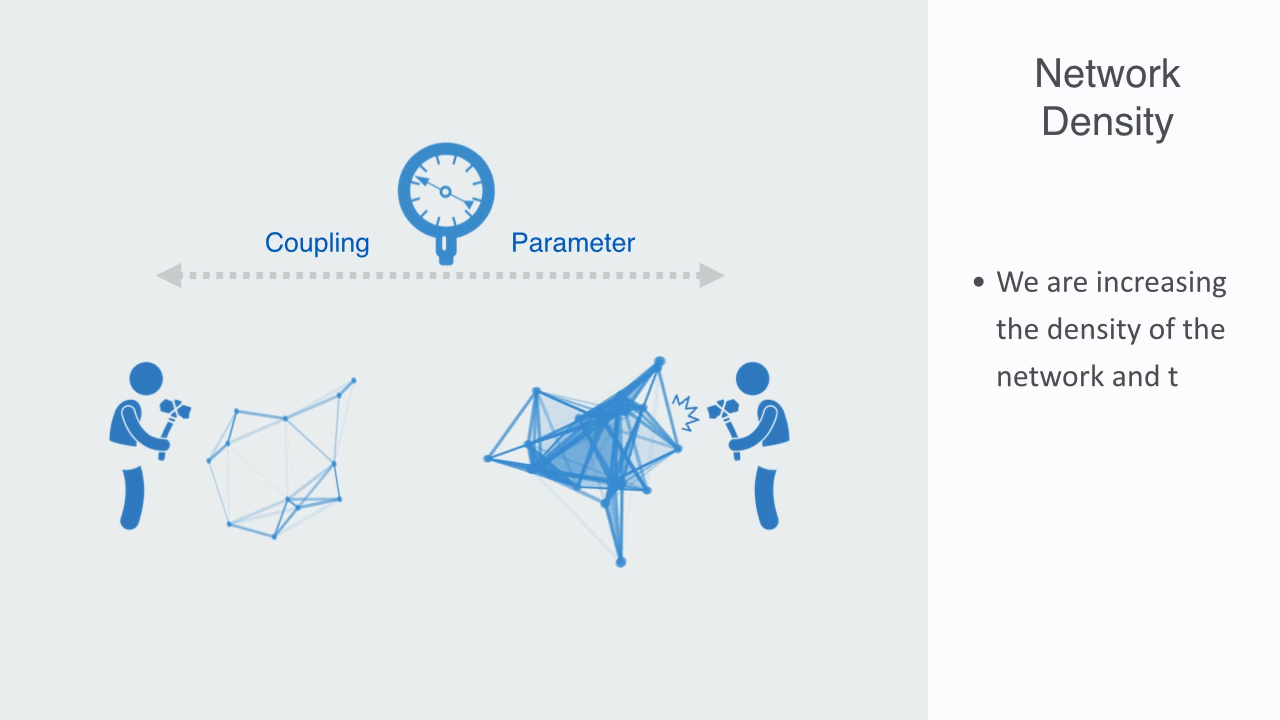 Network
Density
Coupling Parameter
• We are increasing
the density of the
network and t